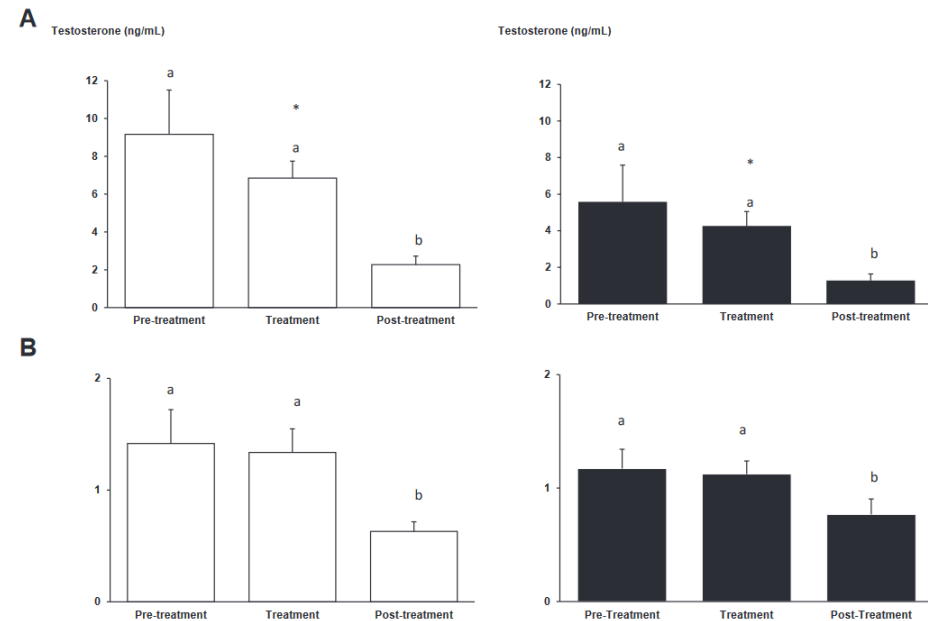 A
Testosterone (ng/mL)
Testosterone (ng/mL)
12
10
8
6
4
2
0
a
*
a
b
Pre-treatment Treatment Post-treatment
12
10
8
6
4
2
0
a
*
a
b
Pre-treatment Treatment Post-treatment
B
2
1
0
a
a
b
Pre-treatment Treatment Post-treatment
2
1
0
a
a
b
Pre-Treatment Treatment Post-Treatment